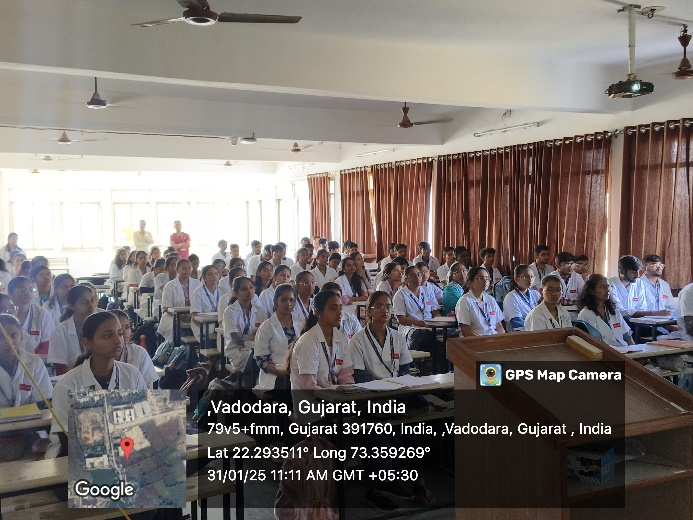 GPS Map Camera
,Vadodara, Gujarat, India
79v5+fmm, Gujarat 391760, India, ,Vadodara, Gujarat , India
Lat 22.293511° Long 73.359269°
31/01/25 11:11 AM GMT +05:30
Google